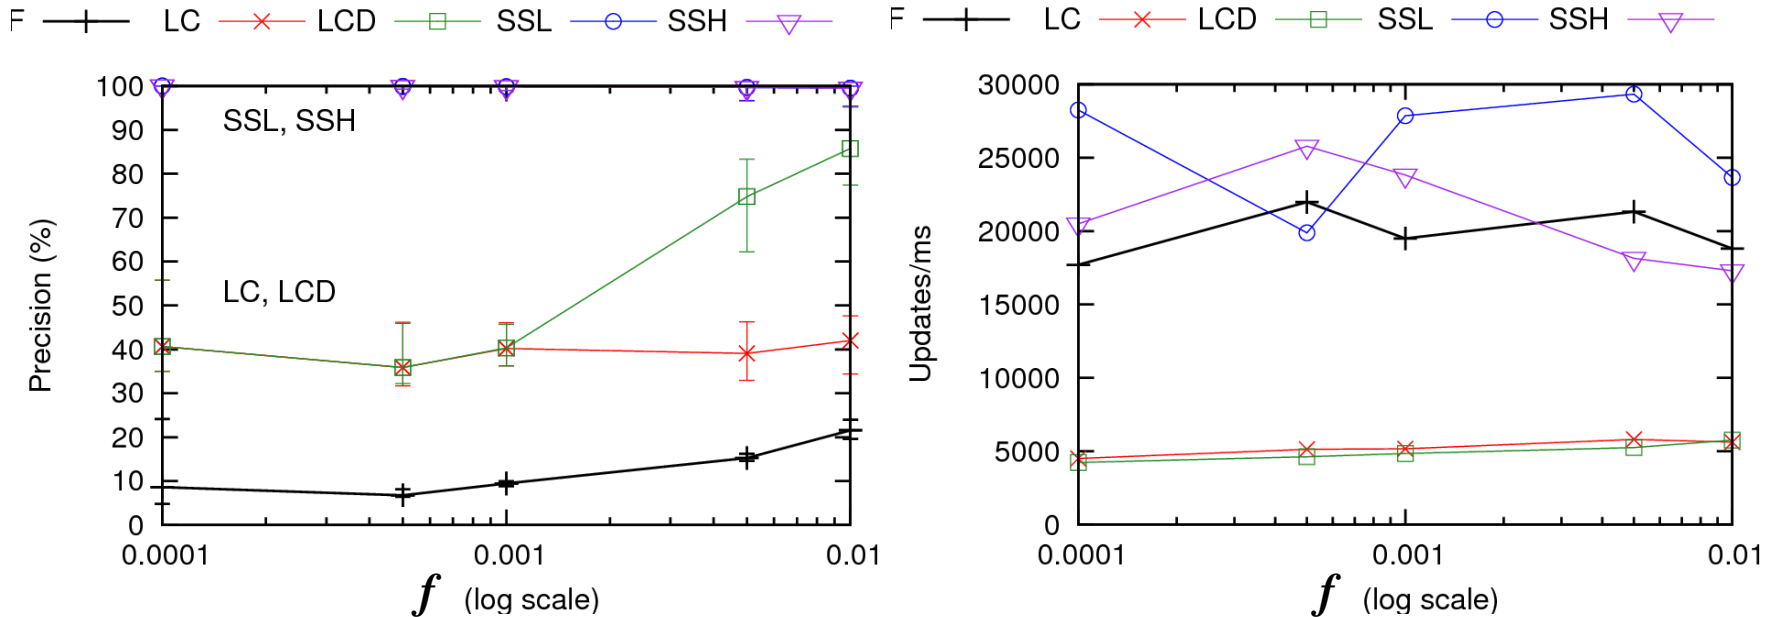 F LC LCD SSL SSH
100
90
80
70
60
50
40
30
20
10
0
Precision (%)
SSL, SSH
LC, LCD
0.0001 0.001 0.01
f (log scale)
F LC LCD SSL SSH
30000
25000
20000
15000
10000
5000
0
Updates/ms
0.0001 0.001 0.01
f (log scale)